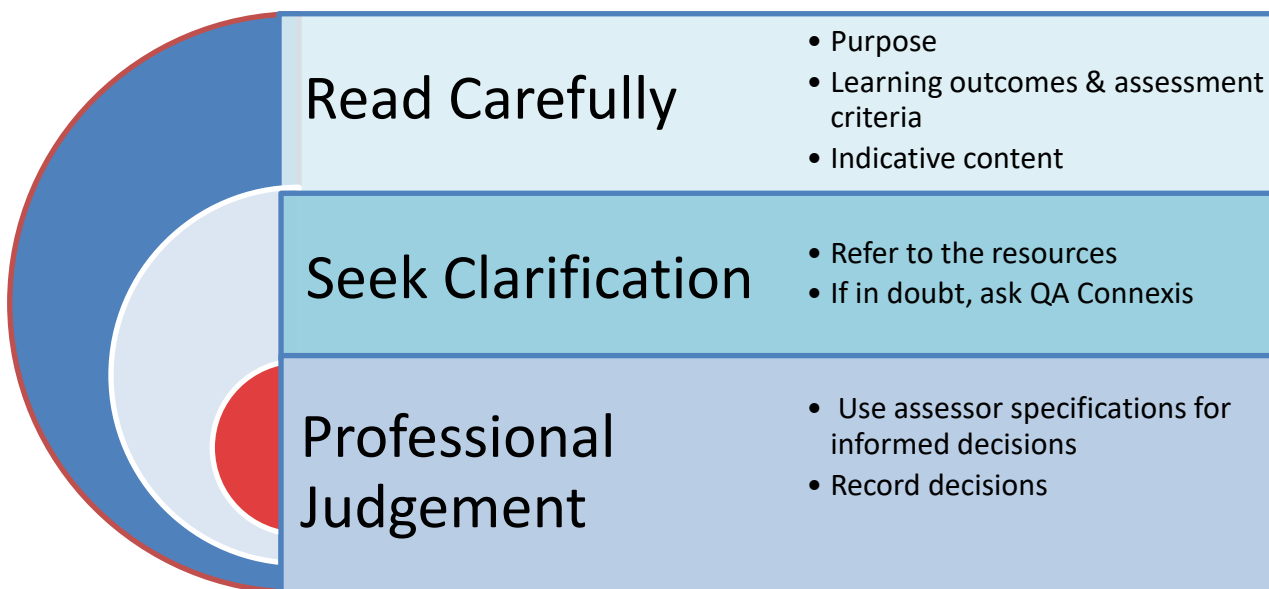 Read Carefully
• Purpose
• Learning outcomes & assessment
criteria
• Indicative content
Seek Clarification
• Refer to the resources
• If in doubt, ask QA Connexis
Professional
Judgement
• Use assessor specifications for
informed decisions
• Record decisions